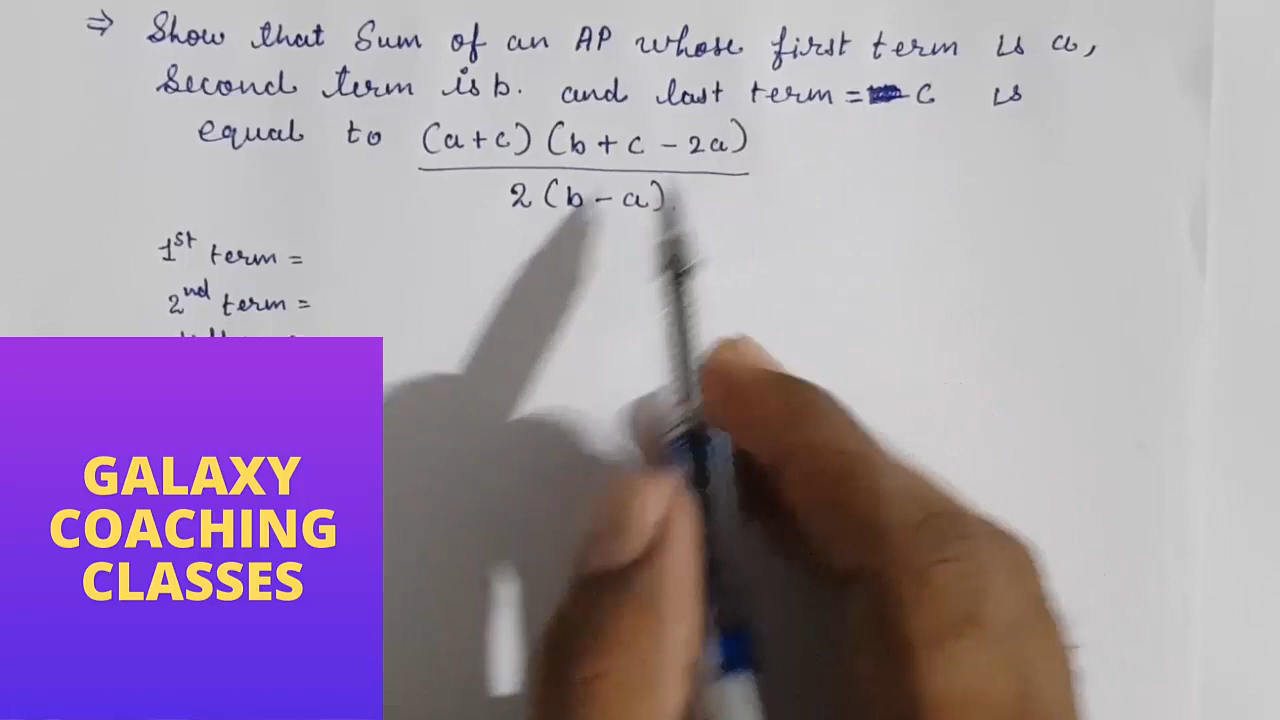 ⇒ Show that Sum of an AP whose first term is a,
Second term is b. and last term = c is
equal to (a+c) (b+c-2a)
2(b-a).
1st term =
2nd term =
GALAXY
COACHING
CLASSES